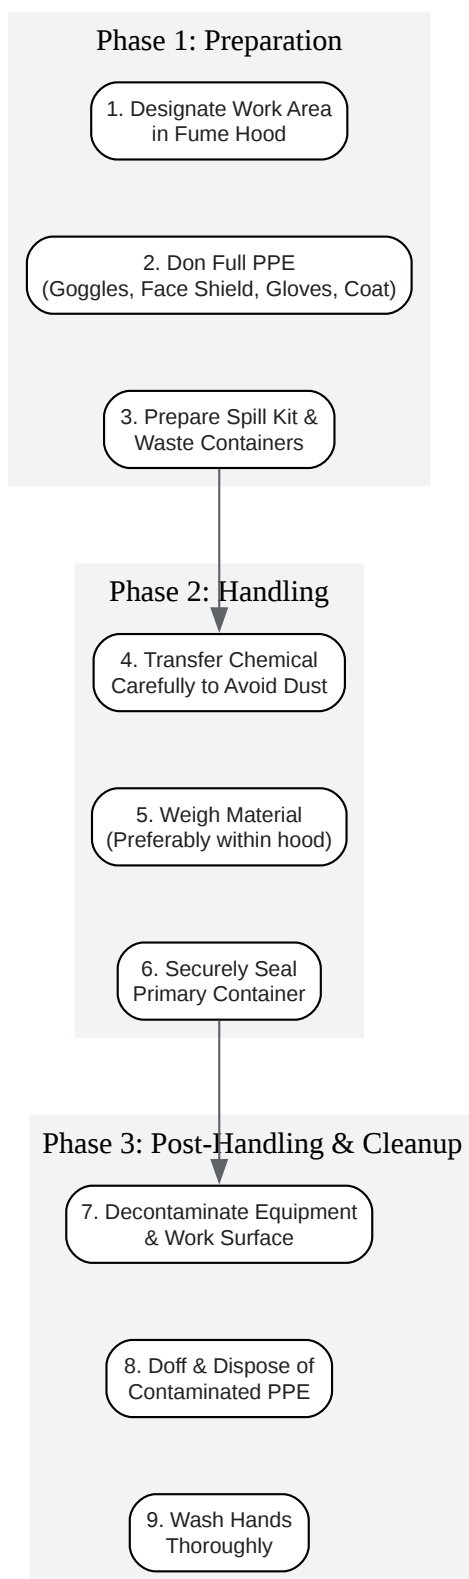 Phase 1: Preparation
1. Designate Work Area
in Fume Hood
2. Don Full PPE
(Goggles, Face Shield, Gloves, Coat)
3. Prepare Spill Kit &
Waste Containers
Phase 2: Handling
4. Transfer Chemical
Carefully to Avoid Dust
5. Weigh Material
(Preferably within hood)
6. Securely Seal
Primary Container
Phase 3: Post-Handling & Cleanup
7. Decontaminate Equipment
& Work Surface
8. Doff & Dispose of
Contaminated PPE
9. Wash Hands
Thoroughly